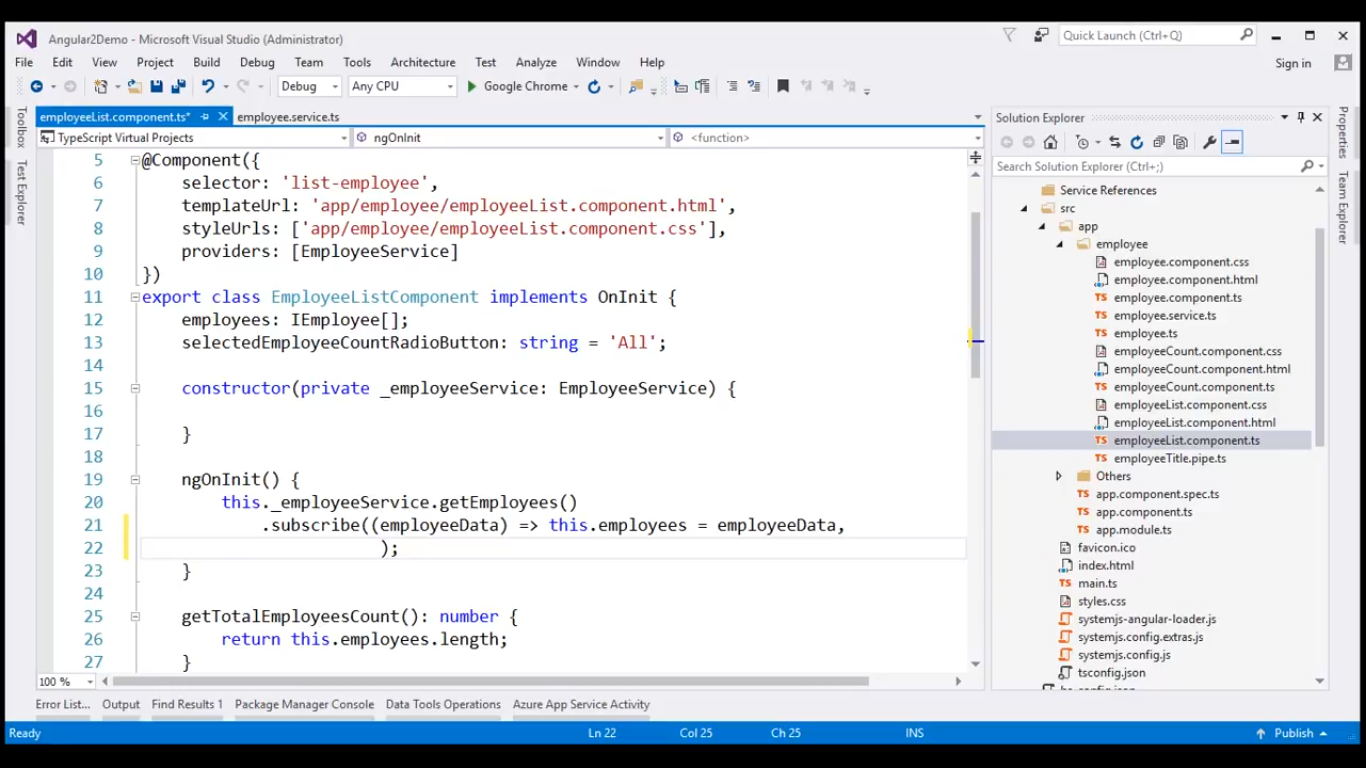 Angular2Demo - Microsoft Visual Studio (Administrator)
Quick Launch (Ctrl+Q)
File Edit View Project Build Debug Team Tools Architecture Test Analyze Window Help
Sign in
Debug Any CPU Google Chrome
Toolbox
Test Explorer
employeeList.component.ts* employee.service.ts
TypeScript Virtual Projects ngOnInit <function>
5 @Component({
6 selector: 'list-employee',
7 templateUrl: 'app/employee/employeeList.component.html',
8 styleUrls: ['app/employee/employeeList.component.css'],
9 providers: [EmployeeService]
10 })
11 export class EmployeeListComponent implements OnInit {
12 employees: IEmployee[];
13 selectedEmployeeCountRadioButton: string = 'All';
14
15 constructor(private _employeeService: EmployeeService) {
16
17 }
18
19 ngOnInit() {
20 this._employeeService.getEmployees()
21 .subscribe((employeeData) => this.employees = employeeData,
22 );
23 }
24
25 getTotalEmployeesCount(): number {
26 return this.employees.length;
27 }
100 %
Solution Explorer
Search Solution Explorer (Ctrl+;)
Service References
src
app
employee
employee.component.css
employee.component.html
employee.component.ts
employee.service.ts
employee.ts
employeeCount.component.css
employeeCount.component.html
employeeCount.component.ts
employeeList.component.css
employeeList.component.html
employeeList.component.ts
employeeTitle.pipe.ts
Others
app.component.spec.ts
app.component.ts
app.module.ts
favicon.ico
index.html
main.ts
styles.css
systemjs-angular-loader.js
systemjs.config.extras.js
systemjs.config.js
tsconfig.json
Properties
Team Explorer
Error List... Output Find Results 1 Package Manager Console Data Tools Operations Azure App Service Activity
Ready Ln 22 Col 25 Ch 25 INS Publish